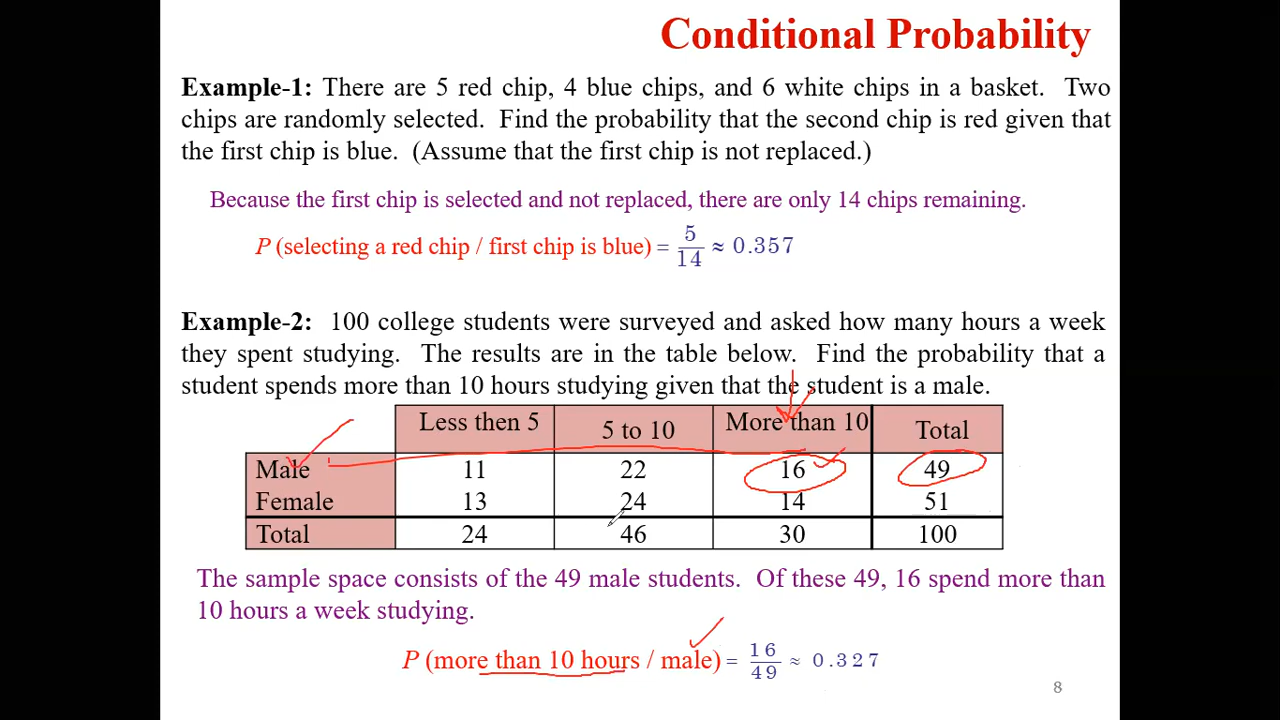 Conditional Probability
Example-1: There are 5 red chip, 4 blue chips, and 6 white chips in a basket. Two
chips are randomly selected. Find the probability that the second chip is red given that
the first chip is blue. (Assume that the first chip is not replaced.)
Because the first chip is selected and not replaced, there are only 14 chips remaining.
P (selecting a red chip / first chip is blue) = 5/14 ≈ 0.357
Example-2: 100 college students were surveyed and asked how many hours a week
they spent studying. The results are in the table below. Find the probability that a
student spends more than 10 hours studying given that the student is a male.
Less then 5 5 to 10 More than 10 Total
Male 11 22 16 49
Female 13 24 14 51
Total 24 46 30 100
The sample space consists of the 49 male students. Of these 49, 16 spend more than
10 hours a week studying.
P (more than 10 hours / male) = 16/49 ≈ 0.327
8